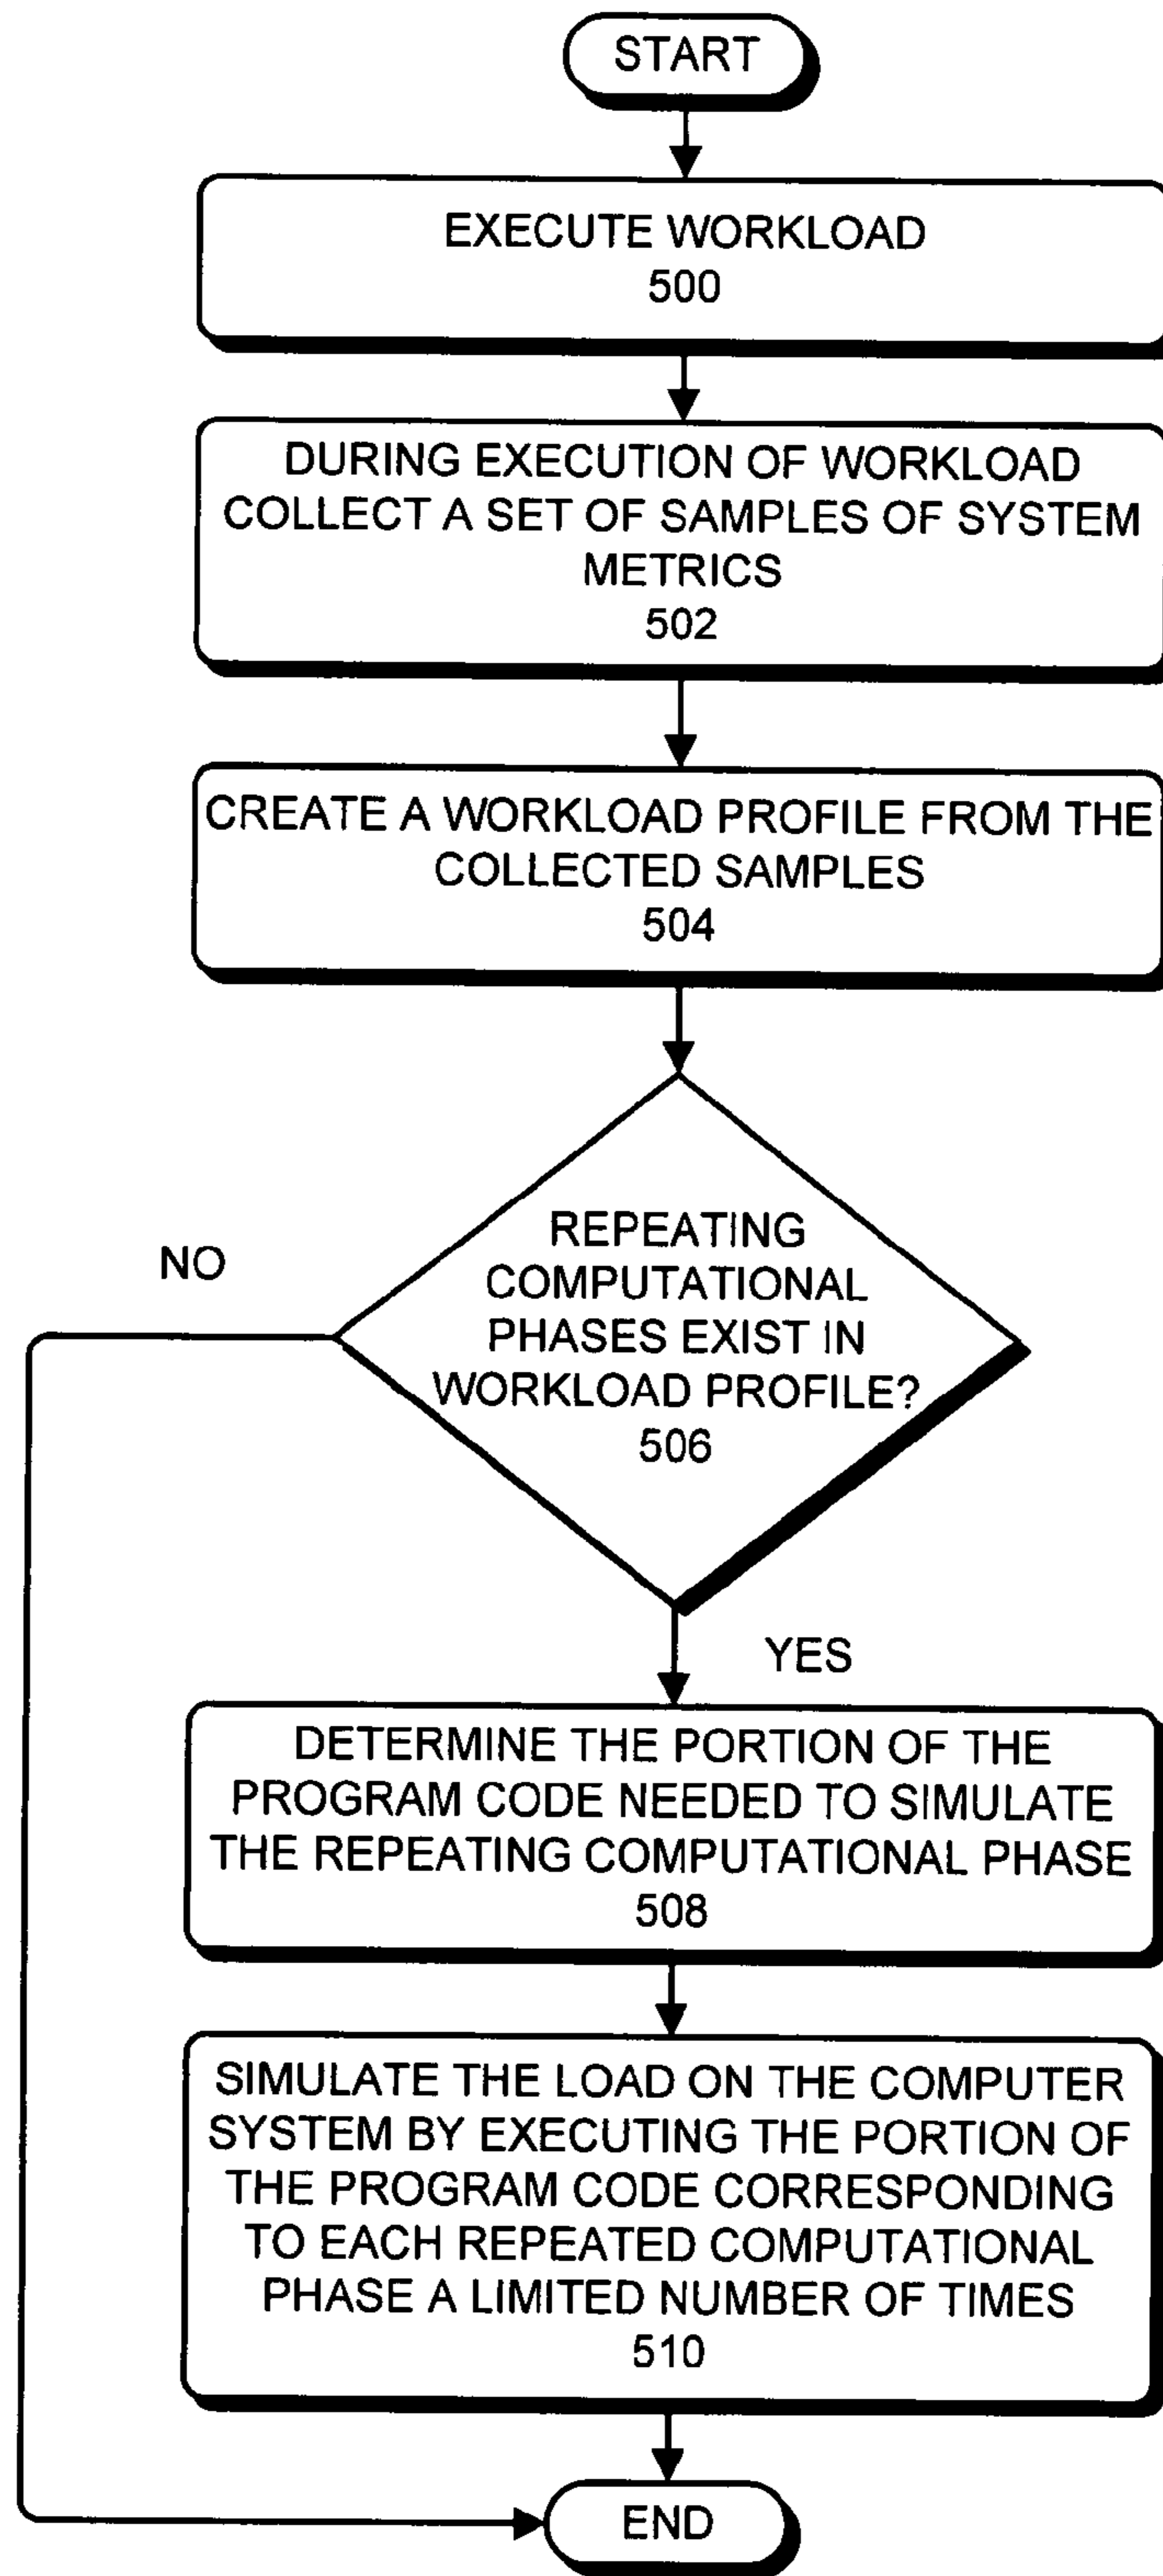 START
EXECUTE WORKLOAD
500
DURING EXECUTION OF WORKLOAD
COLLECT A SET OF SAMPLES OF SYSTEM
METRICS
502
CREATE A WORKLOAD PROFILE FROM THE
COLLECTED SAMPLES
504
REPEATING
COMPUTATIONAL
PHASES EXIST IN
WORKLOAD PROFILE?
506
NO
YES
DETERMINE THE PORTION OF THE
PROGRAM CODE NEEDED TO SIMULATE
THE REPEATING COMPUTATIONAL PHASE
508
SIMULATE THE LOAD ON THE COMPUTER
SYSTEM BY EXECUTING THE PORTION OF
THE PROGRAM CODE CORRESPONDING
TO EACH REPEATED COMPUTATIONAL
PHASE A LIMITED NUMBER OF TIMES
510
END